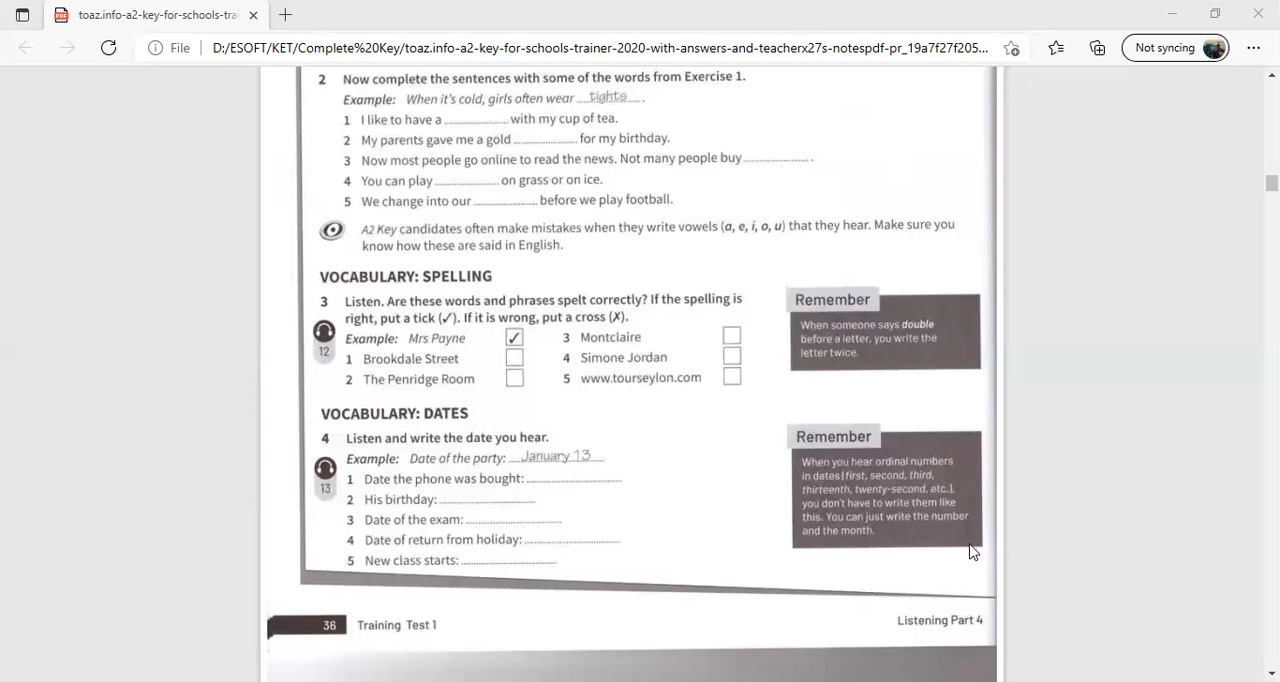 toaz.info-a2-key-for-schools-trai
File
D:/ESOFT/KET/Complete%20Key/toaz.info-a2-key-for-schools-trainer-2020-with-answers-and-teacherx27s-notespdf-pr_19a7f27f205...
Not syncing
2 Now complete the sentences with some of the words from Exercise 1.
Example: When it's cold, girls often wear ....tights.... .
1 I like to have a .................... with my cup of tea.
2 My parents gave me a gold .................... for my birthday.
3 Now most people go online to read the news. Not many people buy .................... .
4 You can play .................... on grass or on ice.
5 We change into our .................... before we play football.
A2 Key candidates often make mistakes when they write vowels (a, e, i, o, u) that they hear. Make sure you
know how these are said in English.
VOCABULARY: SPELLING
3 Listen. Are these words and phrases spelt correctly? If the spelling is
right, put a tick (✓). If it is wrong, put a cross (✗).
12
Example: Mrs Payne ✓
1 Brookdale Street
2 The Penridge Room
3 Montclaire
4 Simone Jordan
5 www.tourseylon.com
Remember
When someone says double
before a letter, you write the
letter twice.
VOCABULARY: DATES
4 Listen and write the date you hear.
13
Example: Date of the party: ....January 13....
1 Date the phone was bought: ..............................
2 His birthday: ..............................
3 Date of the exam: ..............................
4 Date of return from holiday: ..............................
5 New class starts: ..............................
Remember
When you hear ordinal numbers
in dates (first, second, third,
thirteenth, twenty-second, etc.),
you don't have to write them like
this. You can just write the number
and the month.
36 Training Test 1
Listening Part 4